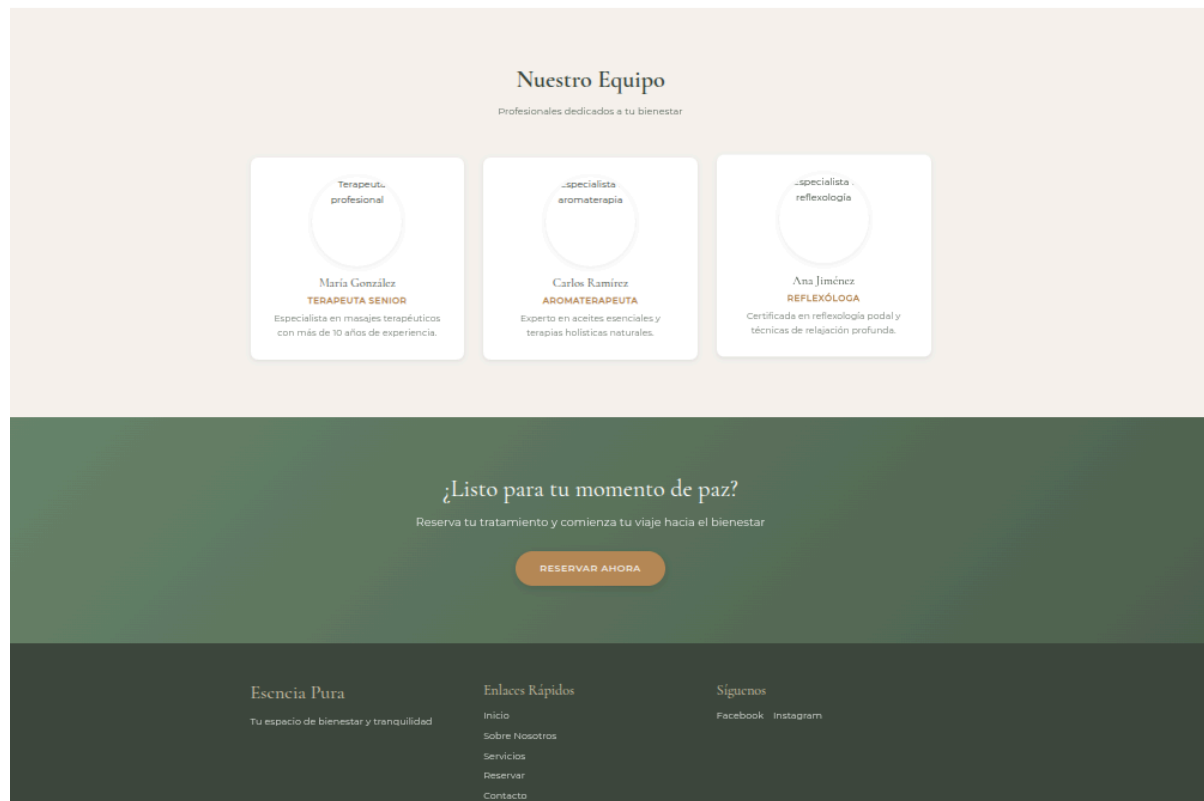 Nuestro Equipo
Profesionales dedicados a tu bienestar
profesional
María González
TERAPEUTA SENIOR
Especialista en masajes terapéuticos
con más de 10 años de experiencia.
aromaterapia
Carlos Ramírez
AROMATERAPEUTA
Experto en aceites esenciales y
terapias holísticas naturales.
reflexología
Ana Jiménez
REFLEXÓLOGA
Certificada en reflexología podal y
técnicas de relajación profunda.
¿Listo para tu momento de paz?
Reserva tu tratamiento y comienza tu viaje hacia el bienestar
RESERVAR AHORA
Esencia Pura
Tu espacio de bienestar y tranquilidad
Enlaces Rápidos
Inicio
Sobre Nosotros
Servicios
Reservar
Contacto
Síguenos
Facebook Instagram